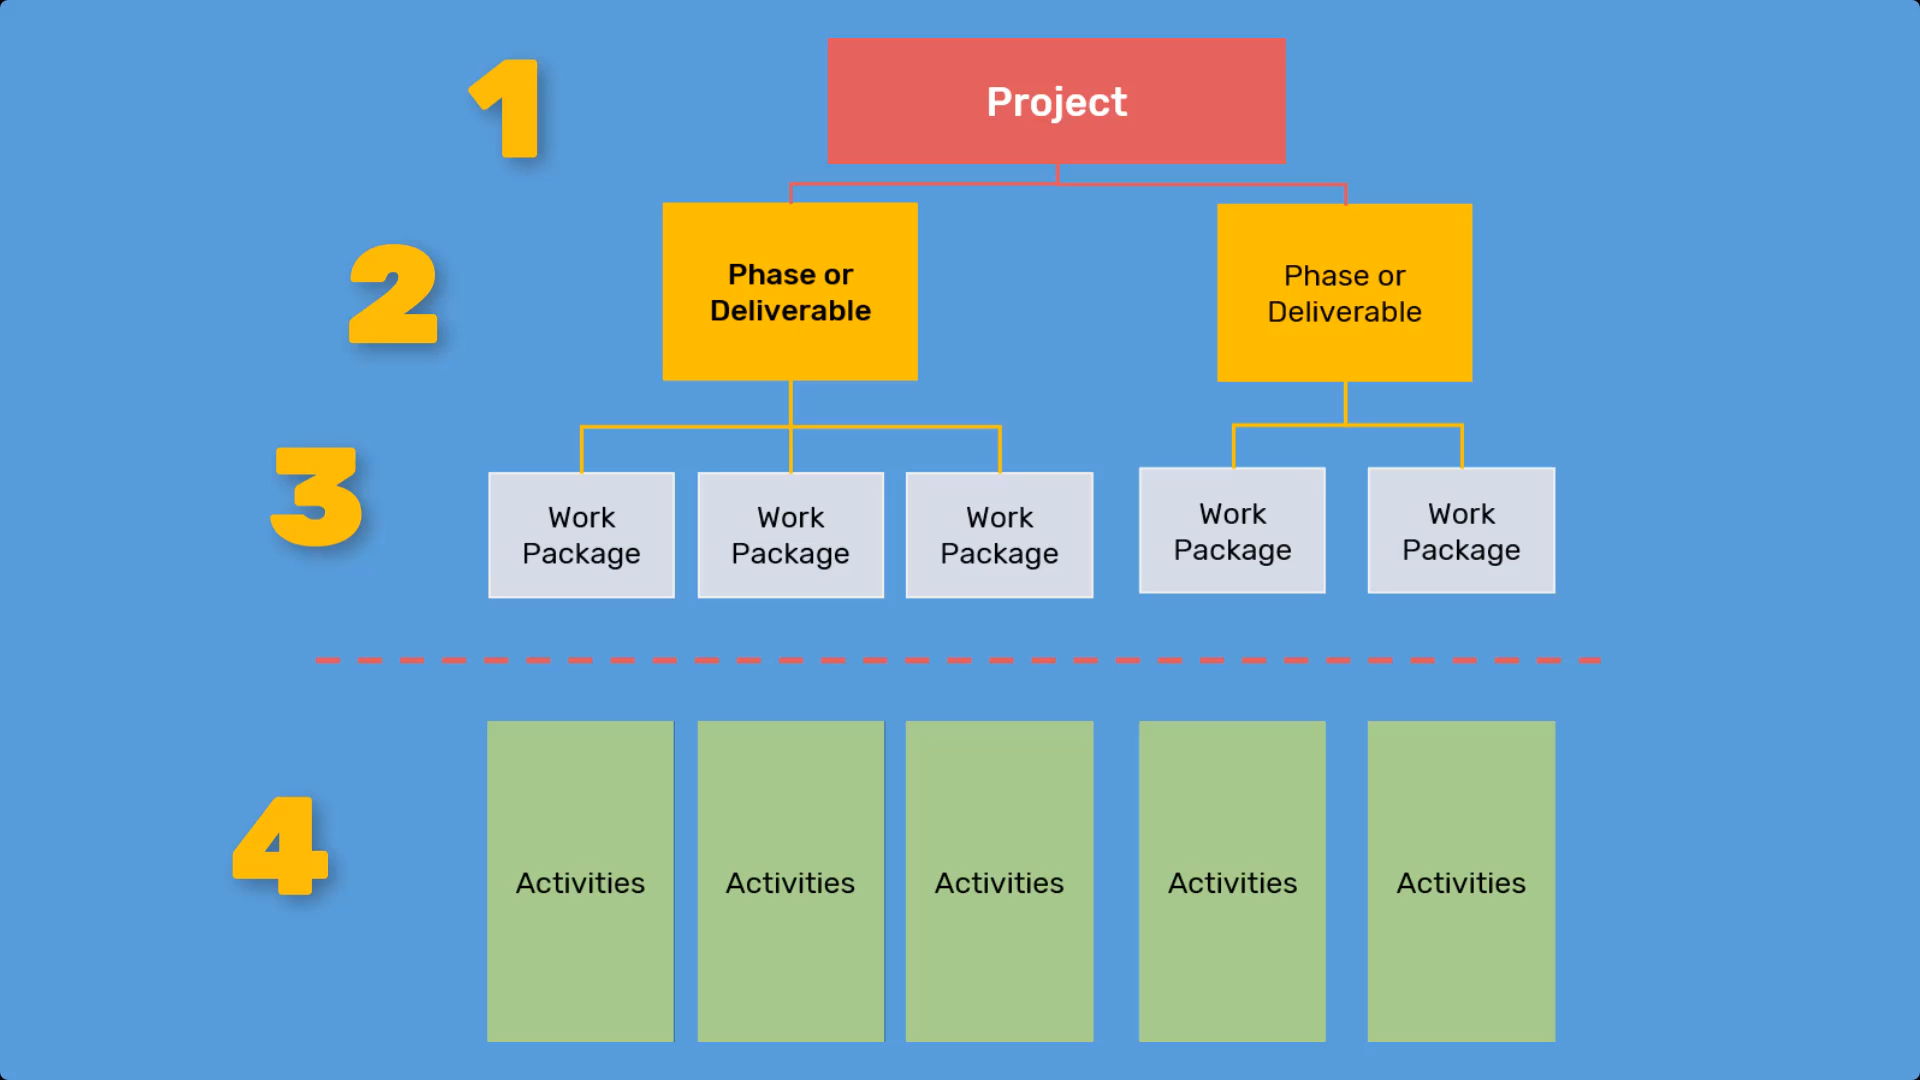 1
Project
2
Phase or
Deliverable
Phase or
Deliverable
3
Work
Package
Work
Package
Work
Package
Work
Package
Work
Package
4
Activities
Activities
Activities
Activities
Activities